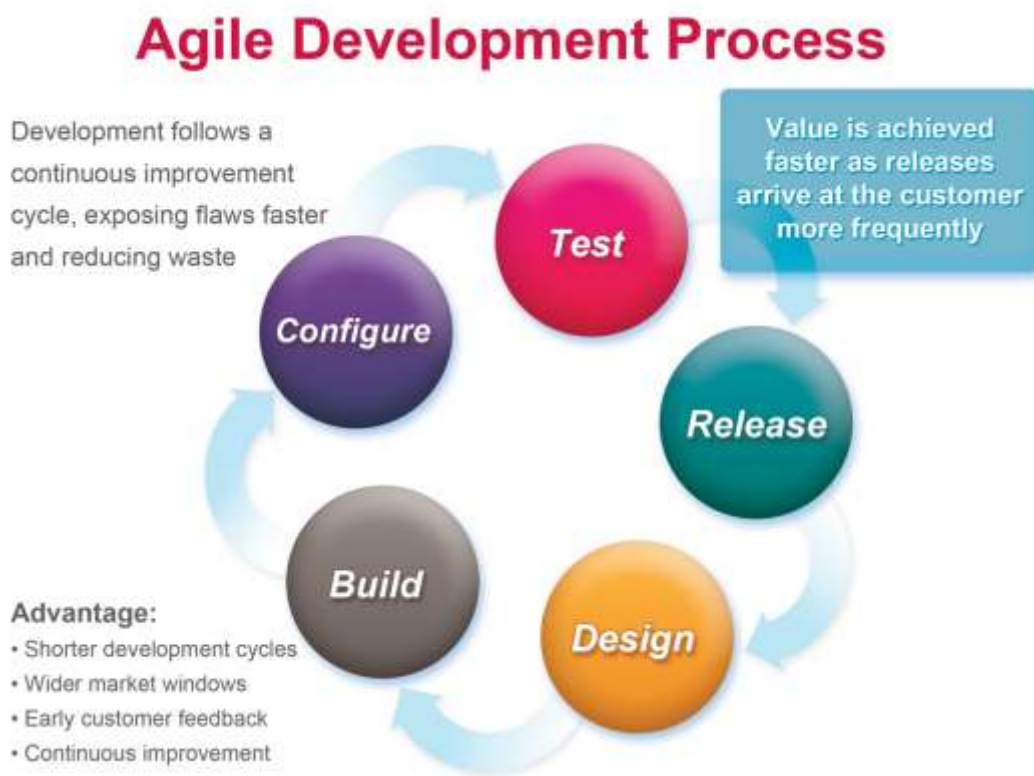 Agile Development Process
Development follows a
continuous improvement
cycle, exposing flaws faster
and reducing waste
Value is achieved
faster as releases
arrive at the customer
more frequently
Test
Configure
Release
Build
Design
Advantage:
• Shorter development cycles
• Wider market windows
• Early customer feedback
• Continuous improvement